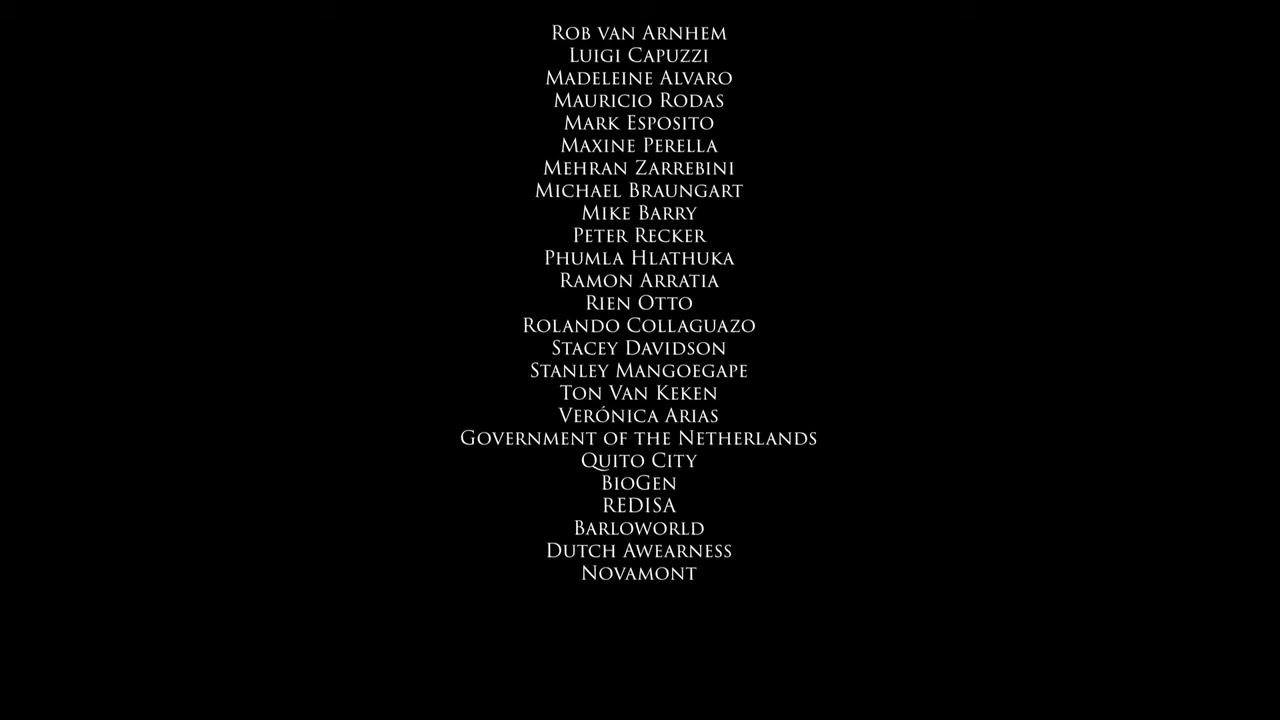 Rob van Arnhem
Luigi Capuzzi
Madeleine Alvaro
Mauricio Rodas
Mark Esposito
Maxine Perella
Mehran Zarrebini
Michael Braungart
Mike Barry
Peter Recker
Phumla Hlathuka
Ramon Arratia
Rien Otto
Rolando Collaguazo
Stacey Davidson
Stanley Mangoegape
Ton Van Keken
Verónica Arias
Government of the Netherlands
Quito City
BioGen
REDISA
Barloworld
Dutch Awearness
Novamont